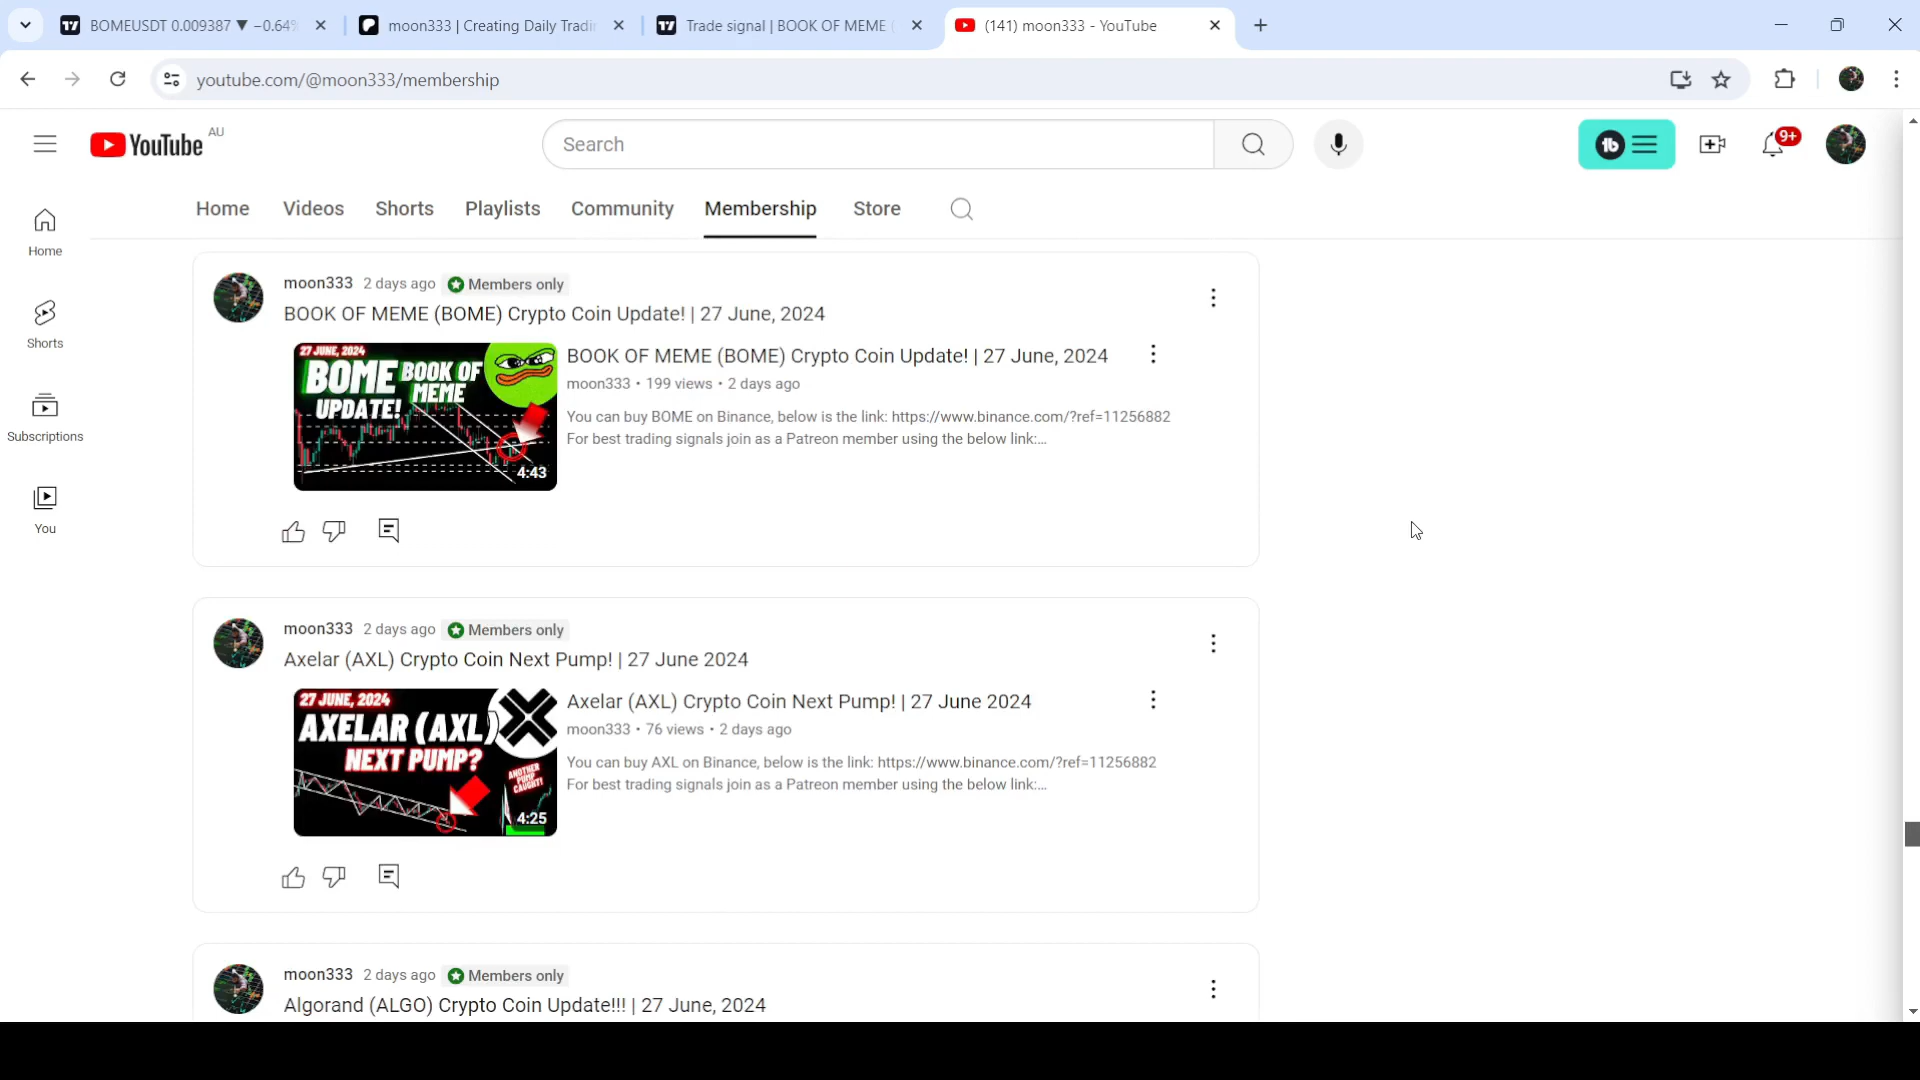 BOMEUSDT 0.009387 ▼ −0.64%
moon333 | Creating Daily Tradi
Trade signal | BOOK OF MEME (
(141) moon333 - YouTube
youtube.com/@moon333/membership
YouTube
AU
Search
9+
Home
Videos
Shorts
Playlists
Community
Membership
Store
Home
Shorts
Subscriptions
You
moon333 2 days ago Members only
BOOK OF MEME (BOME) Crypto Coin Update! | 27 June, 2024
27 JUNE, 2024
BOME BOOK OF
MEME
UPDATE!
4:43
BOOK OF MEME (BOME) Crypto Coin Update! | 27 June, 2024
moon333 • 199 views • 2 days ago
You can buy BOME on Binance, below is the link: https://www.binance.com/?ref=11256882
For best trading signals join as a Patreon member using the below link:...
moon333 2 days ago Members only
Axelar (AXL) Crypto Coin Next Pump! | 27 June 2024
27 JUNE, 2024
AXELAR (AXL)
NEXT PUMP?
ANOTHER
PUMP
CAUGHT!
4:25
Axelar (AXL) Crypto Coin Next Pump! | 27 June 2024
moon333 • 76 views • 2 days ago
You can buy AXL on Binance, below is the link: https://www.binance.com/?ref=11256882
For best trading signals join as a Patreon member using the below link:...
moon333 2 days ago Members only
Algorand (ALGO) Crypto Coin Update!!! | 27 June, 2024